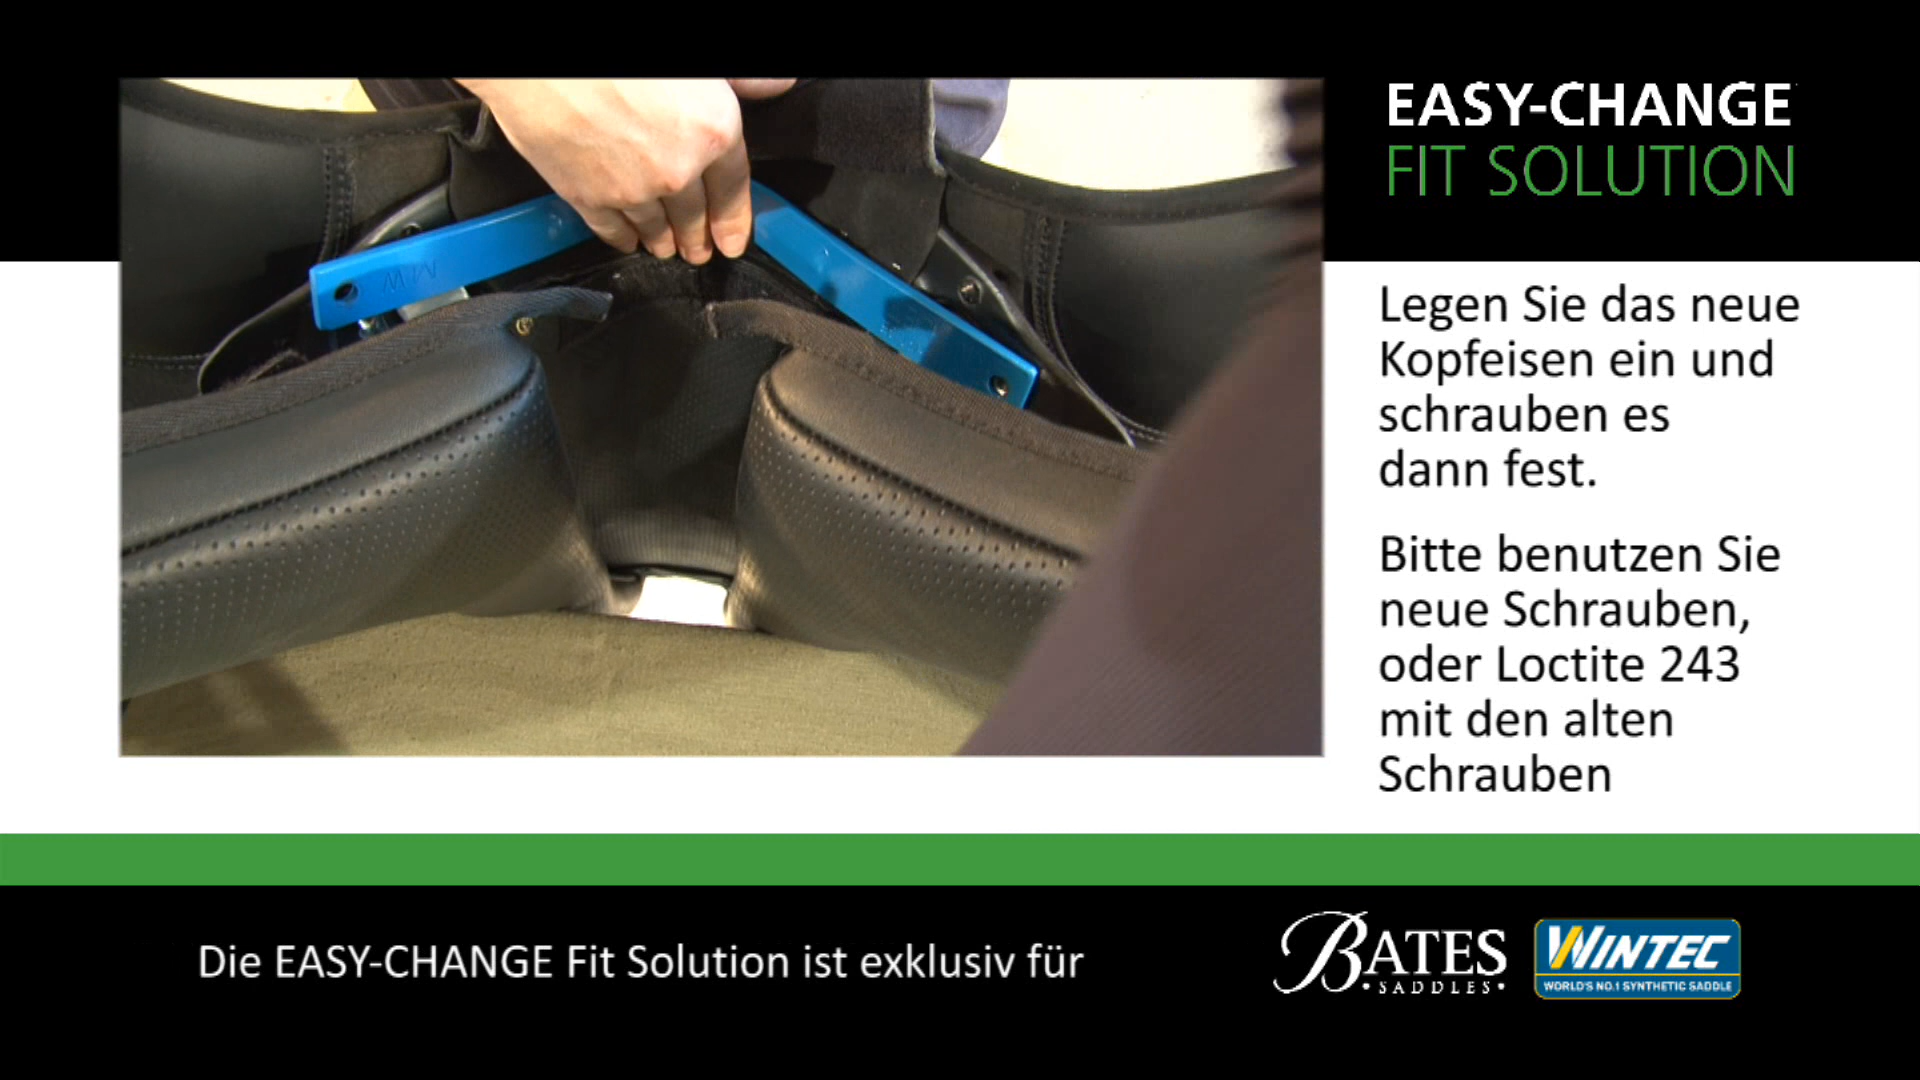 EASY-CHANGE
FIT SOLUTION
MW
Legen Sie das neue
Kopfeisen ein und
schrauben es
dann fest.
Bitte benutzen Sie
neue Schrauben,
oder Loctite 243
mit den alten
Schrauben
Die EASY-CHANGE Fit Solution ist exklusiv für
BATES
SADDLES
WINTEC
WORLD'S NO.1 SYNTHETIC SADDLE